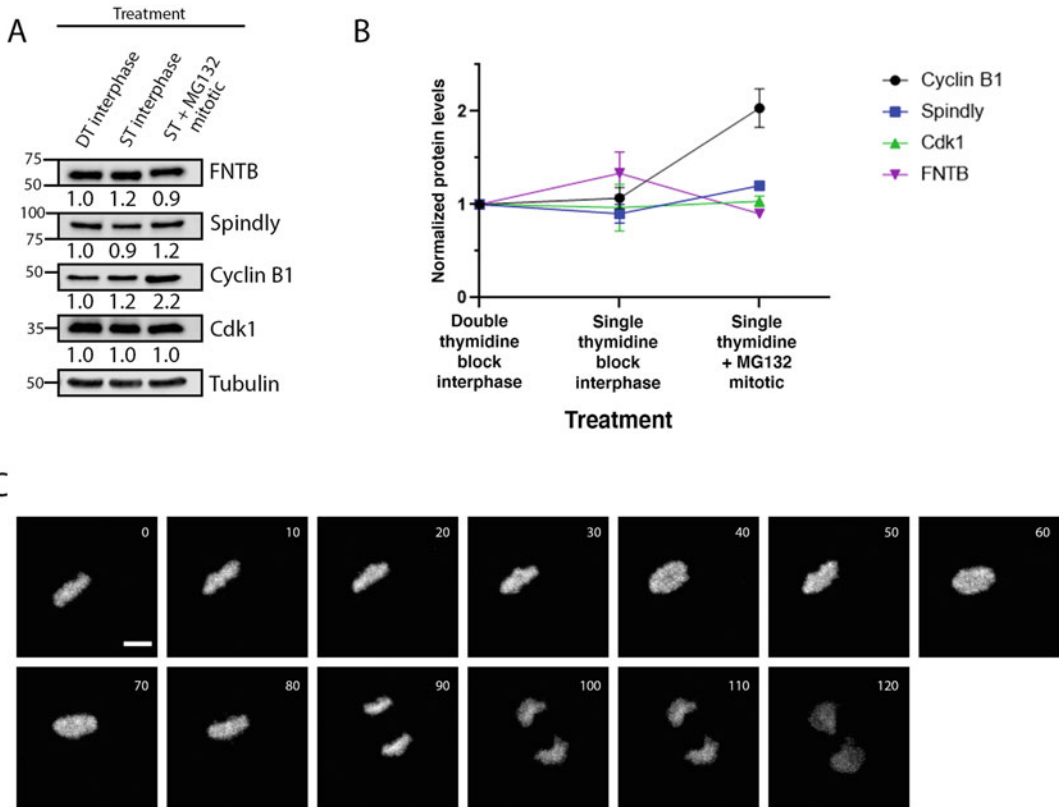 A
Treatment
DT interphase
ST interphase
ST + MG132
mitotic
75
50
FNTB
1.0 1.2 0.9
100
75
Spindly
1.0 0.9 1.2
50
Cyclin B1
1.0 1.2 2.2
35
Cdk1
1.0 1.0 1.0
50
Tubulin
B
Normalized protein levels
2
1
0
Double
thymidine
block
interphase
Single
thymidine
block
interphase
Single
thymidine
+ MG132
mitotic
Treatment
Cyclin B1
Spindly
Cdk1
FNTB
C
0 10 20 30 40 50 60
70 80 90 100 110 120